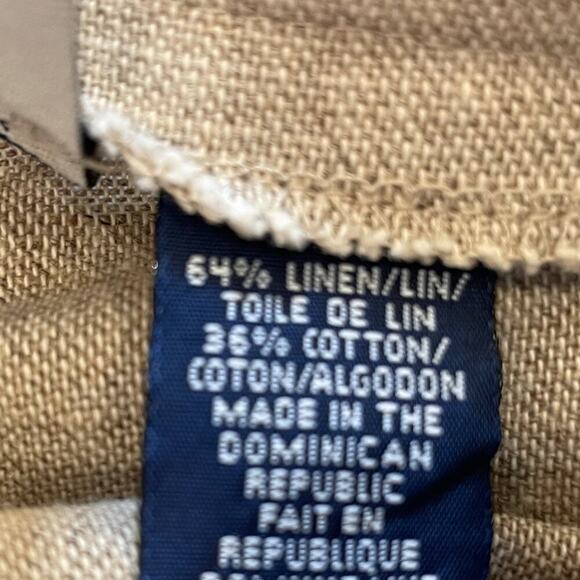 64% LINEN/LIN/
TOILE DE LIN
36% COTTON/
COTON/ALGODON
MADE IN THE
DOMINICAN
REPUBLIC
FAIT EN
REPUBLIQUE